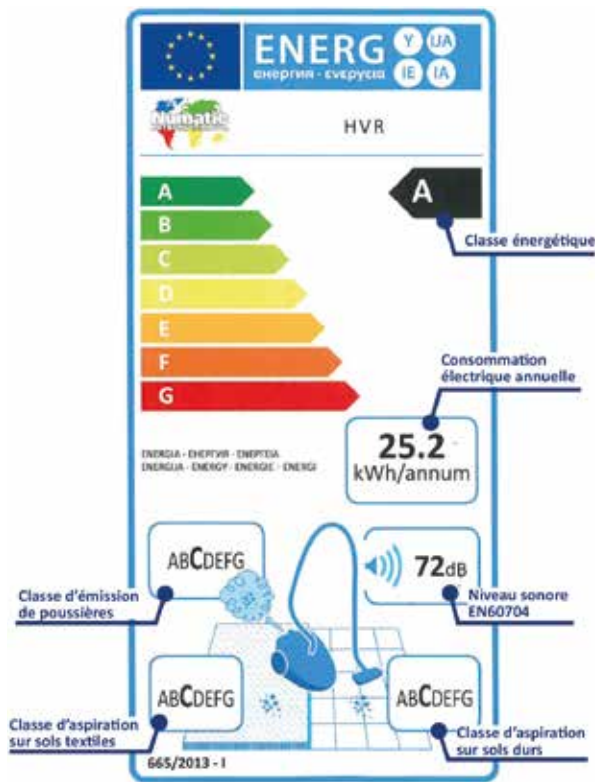 ENERG
енергия · ενεργεια
Y UA
IE IA
Numatic
HVR
A
A
B
C
D
E
F
G
Classe énergétique
Consommation
électrique annuelle
25.2
kWh/annum
ENERGIA · ЕНЕРГИЯ · ΕΝΕΡΓΕΙΑ
ENERGIJA · ENERGY · ENERGIE · ENERGI
ABCDEFG
72dB
Classe d'émission
de poussières
Niveau sonore
EN60704
ABCDEFG
ABCDEFG
Classe d'aspiration
sur sols textiles
Classe d'aspiration
sur sols durs
665/2013 - I